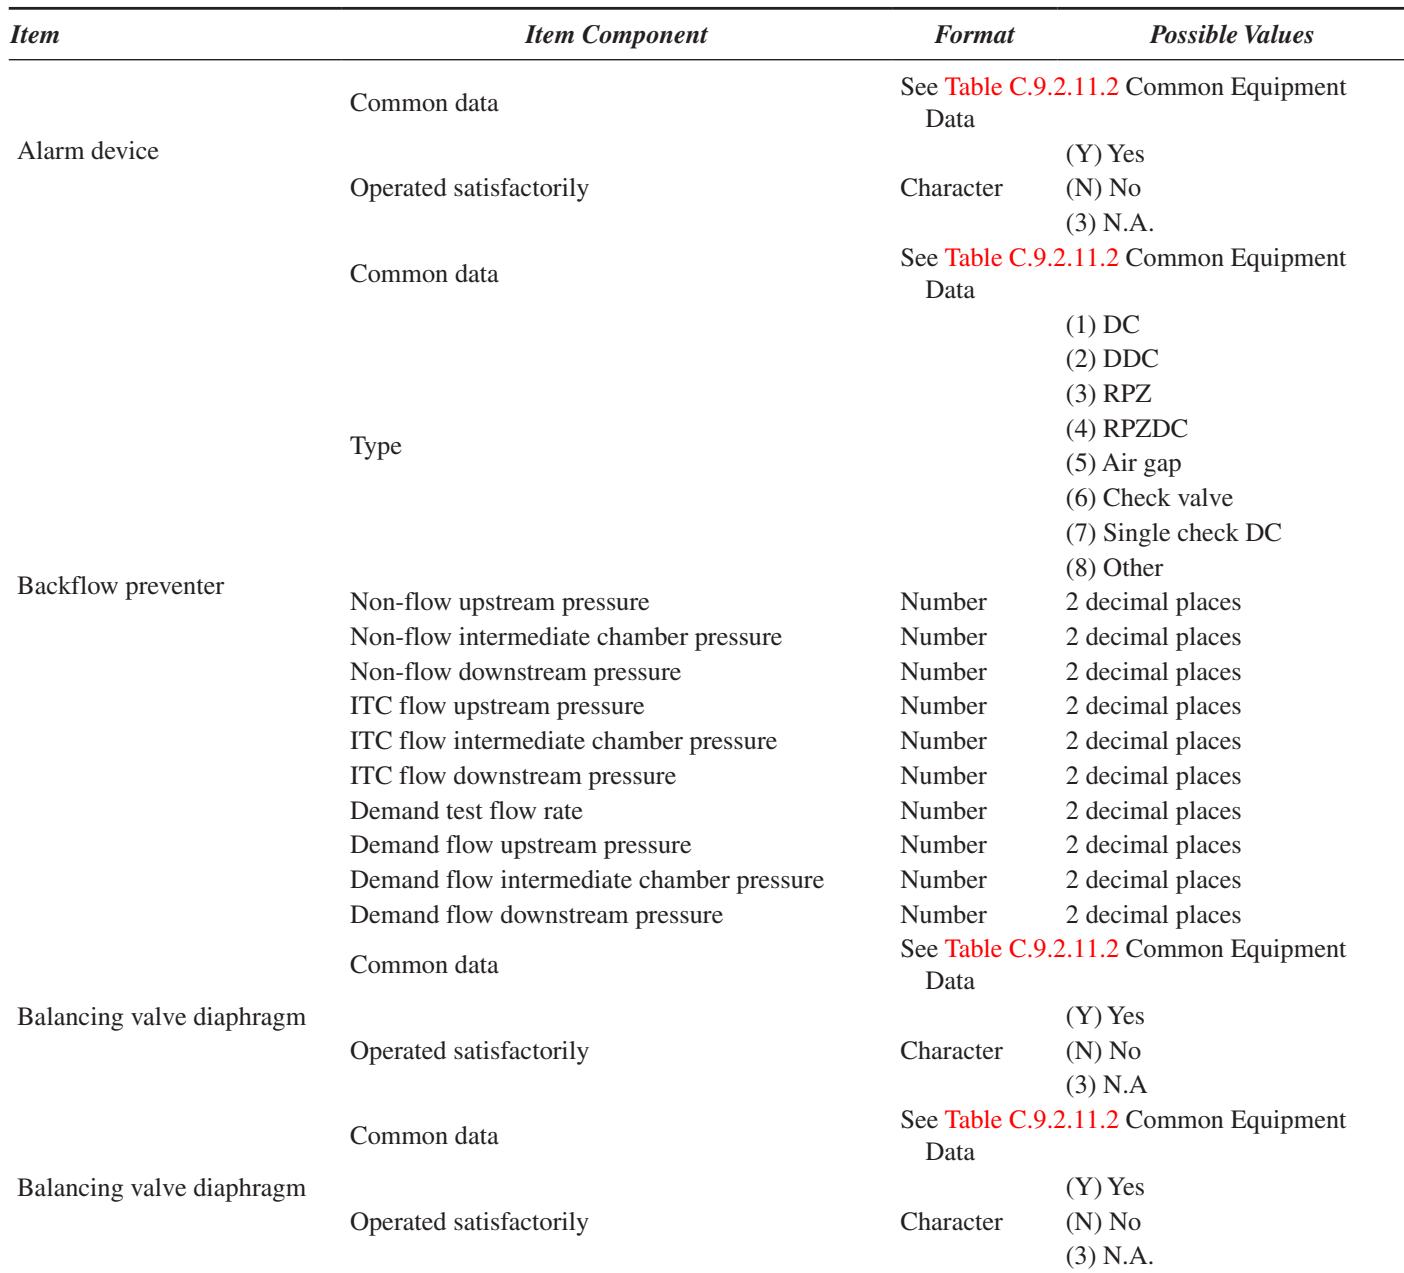 Item Item Component Format Possible Values
Common data See Table C.9.2.11.2 Common Equipment
Data
Alarm device
(Y) Yes
Operated satisfactorily Character (N) No
(3) N.A.
Common data See Table C.9.2.11.2 Common Equipment
Data
(1) DC
(2) DDC
(3) RPZ
(4) RPZDC
Type
(5) Air gap
(6) Check valve
(7) Single check DC
(8) Other
Backflow preventer
Non-flow upstream pressure Number 2 decimal places
Non-flow intermediate chamber pressure Number 2 decimal places
Non-flow downstream pressure Number 2 decimal places
ITC flow upstream pressure Number 2 decimal places
ITC flow intermediate chamber pressure Number 2 decimal places
ITC flow downstream pressure Number 2 decimal places
Demand test flow rate Number 2 decimal places
Demand flow upstream pressure Number 2 decimal places
Demand flow intermediate chamber pressure Number 2 decimal places
Demand flow downstream pressure Number 2 decimal places
Common data See Table C.9.2.11.2 Common Equipment
Data
Balancing valve diaphragm (Y) Yes
Operated satisfactorily Character (N) No
(3) N.A
Common data See Table C.9.2.11.2 Common Equipment
Data
Balancing valve diaphragm (Y) Yes
Operated satisfactorily Character (N) No
(3) N.A.